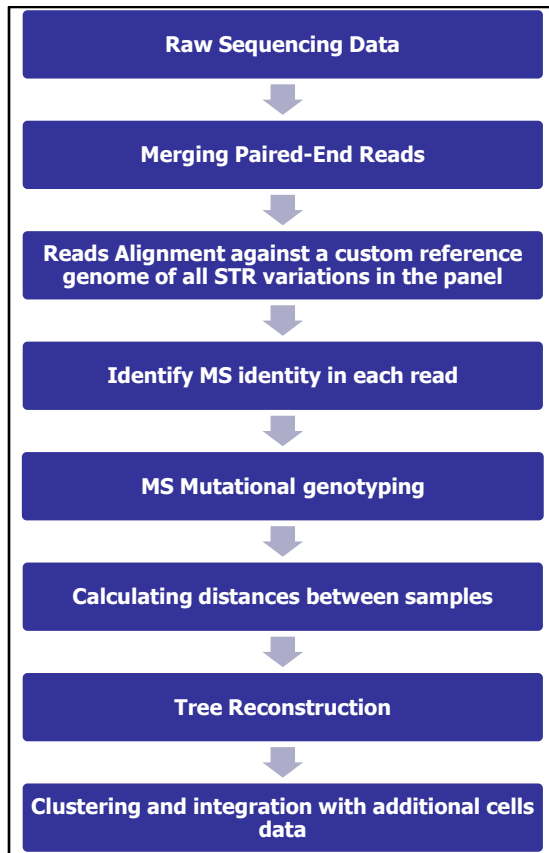 Raw Sequencing Data
Merging Paired-End Reads
Reads Alignment against a custom reference
genome of all STR variations in the panel
Identify MS identity in each read
MS Mutational genotyping
Calculating distances between samples
Tree Reconstruction
Clustering and integration with additional cells
data